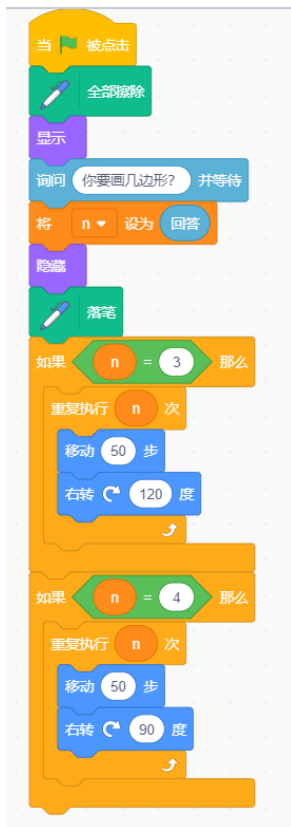 当 被点击
全部擦除
显示
询问 你要画几边形? 并等待
将 n 设为 回答
隐藏
落笔
如果 n = 3 那么
重复执行 n 次
移动 50 步
右转 120 度
如果 n = 4 那么
重复执行 n 次
移动 50 步
右转 90 度